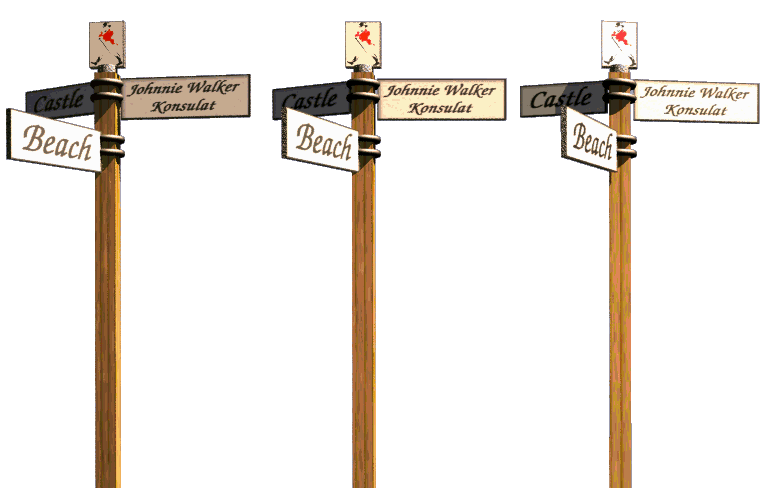 Castle
Johnnie Walker
Konsulat
Beach
Castle
Johnnie Walker
Konsulat
Beach
Castle
Johnnie Walker
Konsulat
Beach